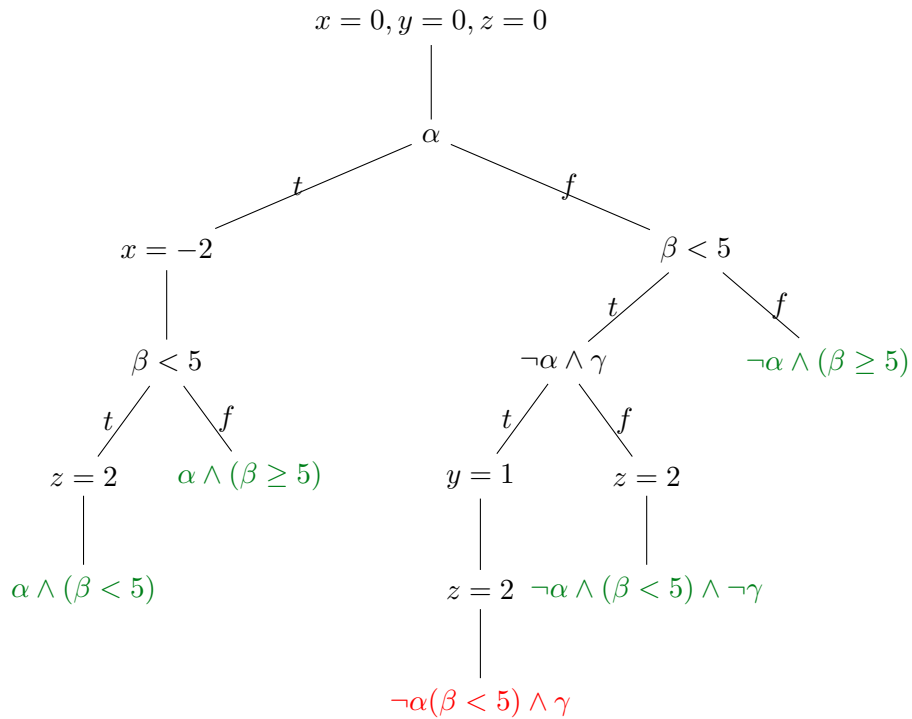 x = 0, y = 0, z = 0
α
t
f
x = −2
β < 5
t
f
β < 5
¬α ∧ γ
¬α ∧ (β ≥ 5)
t
f
t
f
z = 2
α ∧ (β ≥ 5)
y = 1
z = 2
α ∧ (β < 5)
z = 2
¬α ∧ (β < 5) ∧ ¬γ
¬α(β < 5) ∧ γ